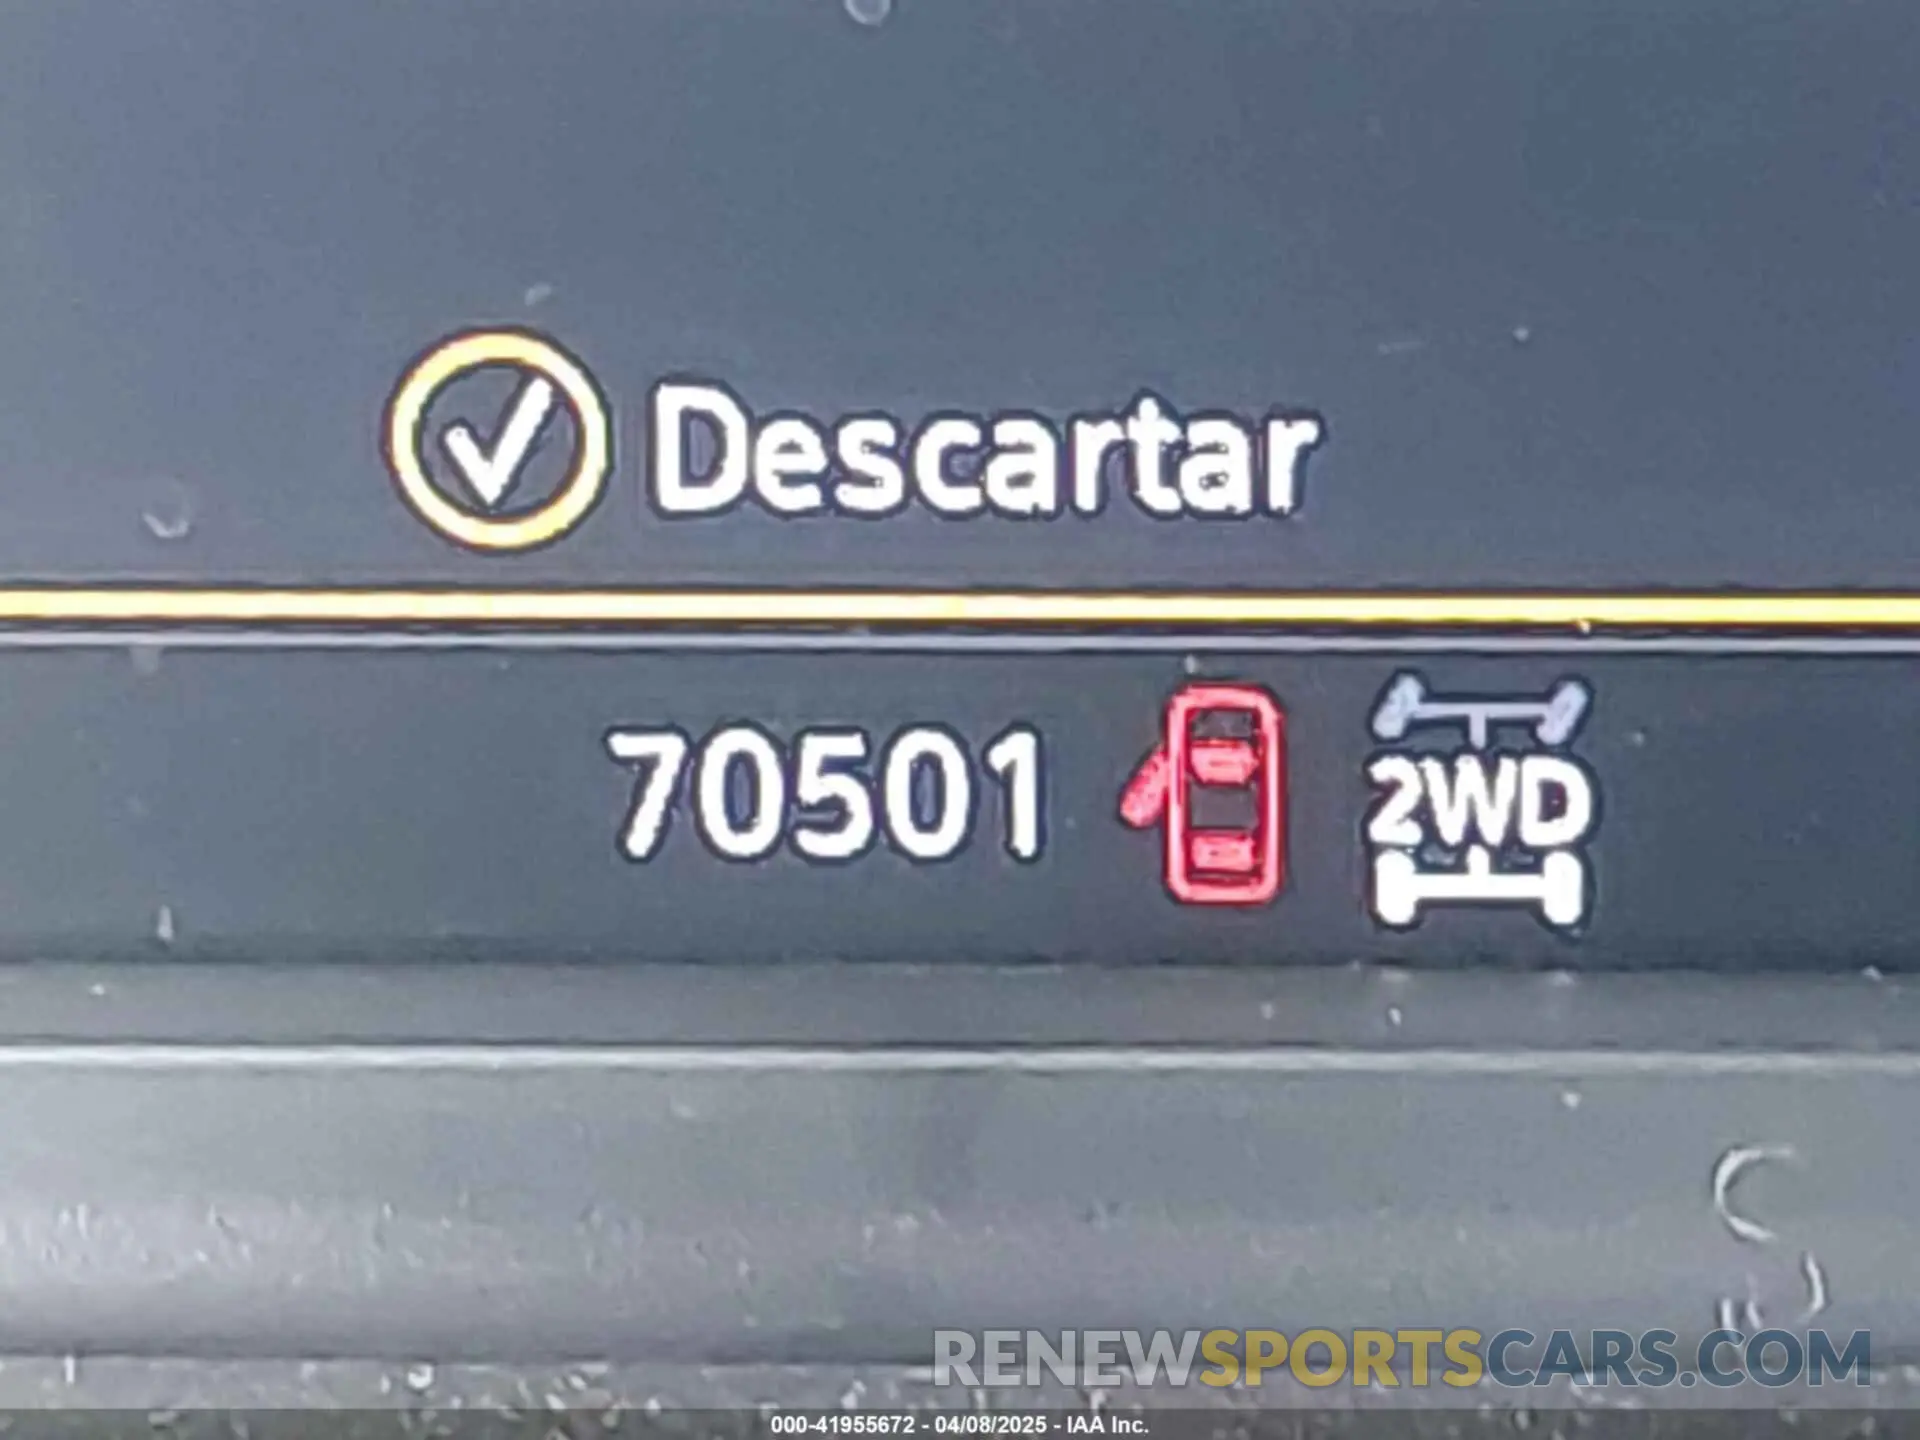 Descartar
70501
2WD
RENEWSPORTSCARS.COM
000-41955672 - 04/08/2025 - IAA Inc.